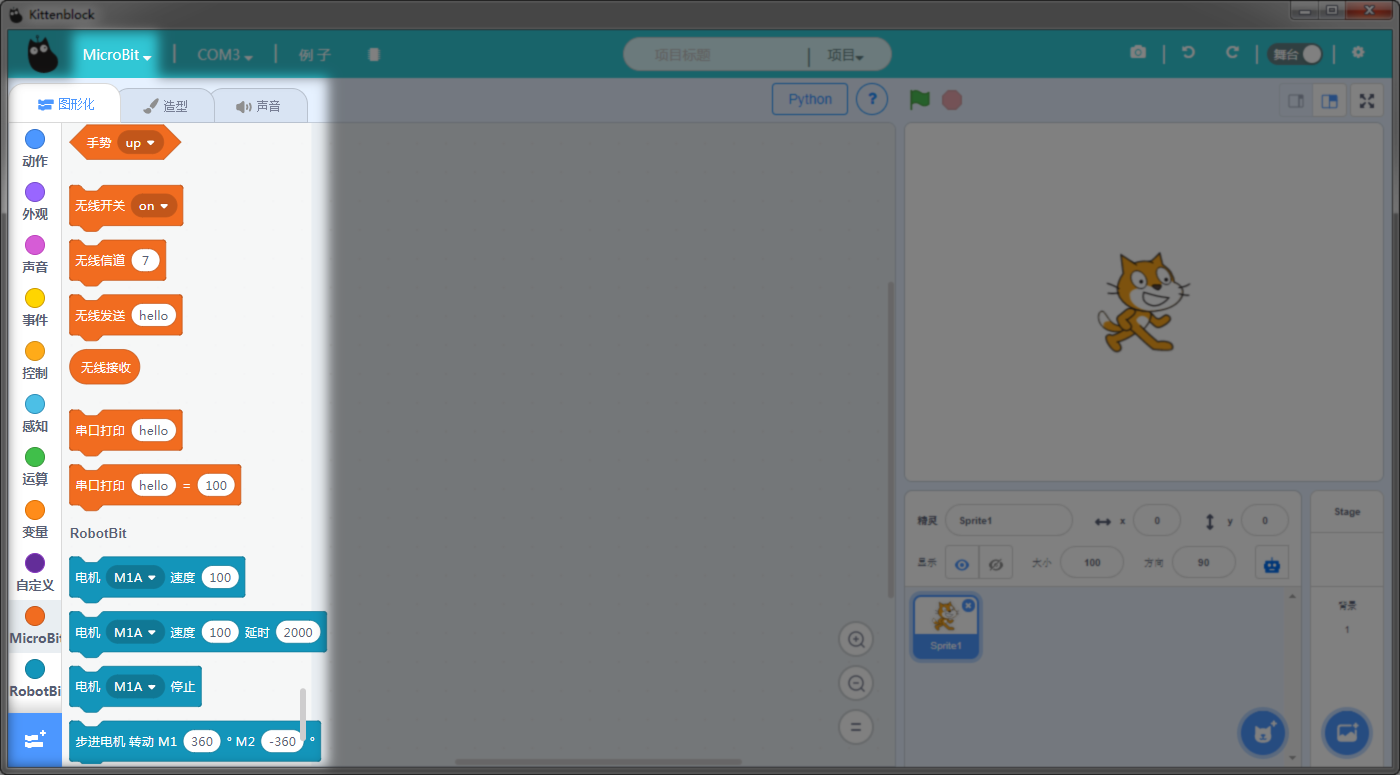 Kittenblock
MicroBit COM3 例子 项目标题 项目 舞台
图形化 造型 声音 Python ?
动作
外观
声音
事件
控制
感知
运算
变量
自定义
MicroBit
RobotBi
手势 up
无线开关 on
无线信道 7
无线发送 hello
无线接收
串口打印 hello
串口打印 hello = 100
RobotBit
电机 M1A 速度 100
电机 M1A 速度 100 延时 2000
电机 M1A 停止
步进电机 转动 M1 360 ° M2 -360 °
精灵 Sprite1 x 0 y 0
显示 大小 100 方向 90
Sprite1
Stage
背景
1